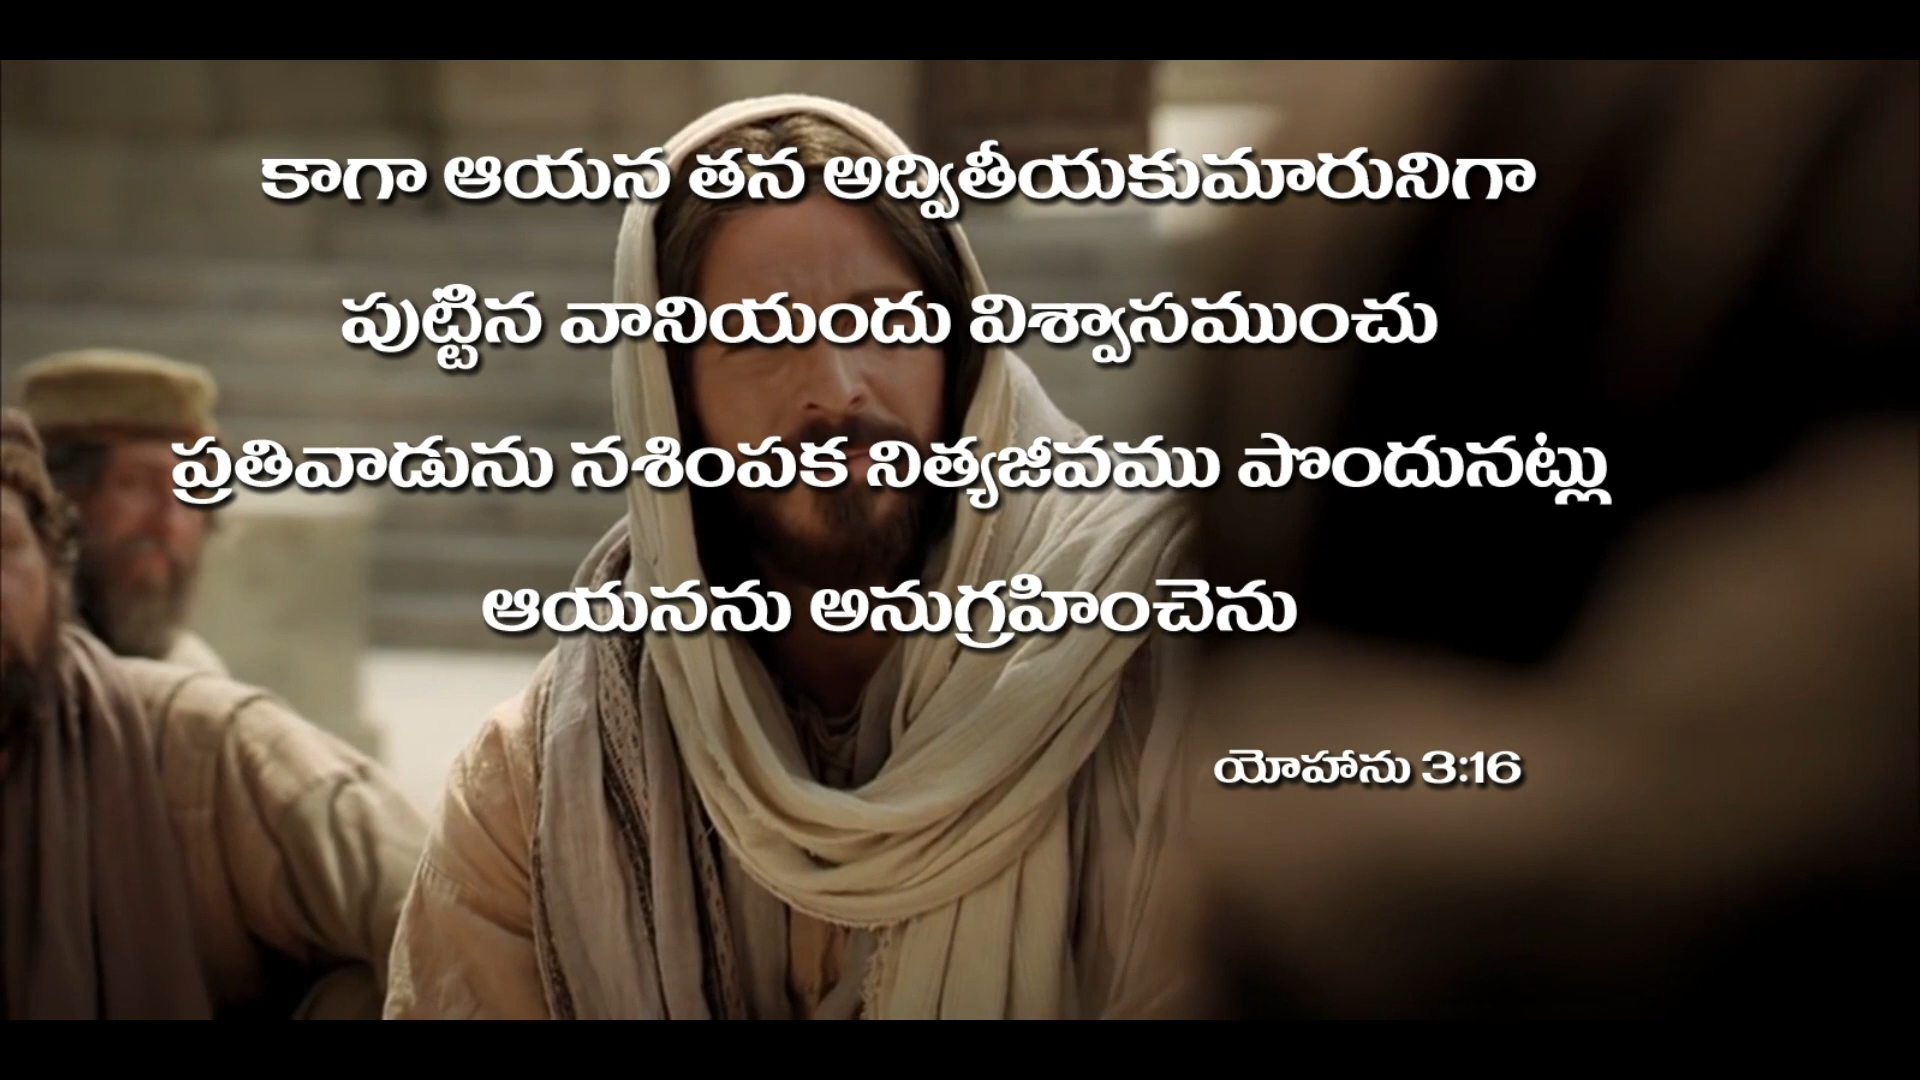 కాగా ఆయన తన అద్వితీయకుమారునిగా
పుట్టిన వానియందు విశ్వాసముంచు
ప్రతివాడును నశింపక నిత్యజీవము పొందునట్లు
ఆయనను అనుగ్రహించెను
యోహాను 3:16